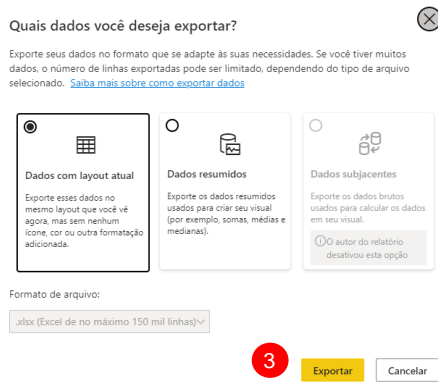 Quais dados você deseja exportar?
Exporte seus dados no formato que se adapte às suas necessidades. Se você tiver muitos
dados, o número de linhas exportadas pode ser limitado, dependendo do tipo de arquivo
selecionado. Saiba mais sobre como exportar dados
Dados com layout atual
Exporte esses dados no
mesmo layout que você vê
agora, mas sem nenhum
ícone, cor ou outra formatação
adicionada.
Dados resumidos
Exporte os dados resumidos
usados para criar seu visual
(por exemplo, somas, médias e
medianas).
Dados subjacentes
Exporte os dados brutos
usados para calcular os dados
em seu visual.
O autor do relatório
desativou esta opção
Formato de arquivo:
.xlsx (Excel de no máximo 150 mil linhas)
3
Exportar
Cancelar